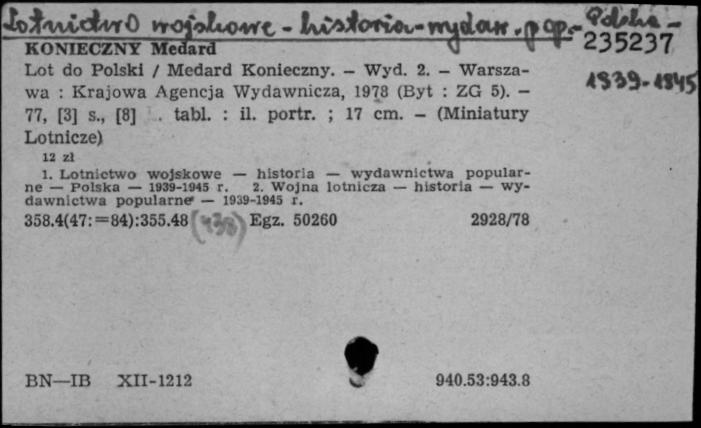 Lotnictwo wojskowe - historia - wydaw. pop. - Polska -
235237
1939-1945
KONIECZNY Medard
Lot do Polski / Medard Konieczny. – Wyd. 2. – Warsza-
wa : Krajowa Agencja Wydawnicza, 1978 (Byt : ZG 5). –
77, [3] s., [8] . tabl. : il. portr. ; 17 cm. – (Miniatury
Lotnicze)
12 zł
1. Lotnictwo wojskowe — historia — wydawnictwa popular-
ne — Polska — 1939-1945 r. 2. Wojna lotnicza — historia — wy-
dawnictwa popularne — 1939-1945 r.
358.4(47:=84):355.48 (438) Egz. 50260 2928/78
BN—IB XII-1212 940.53:943.8